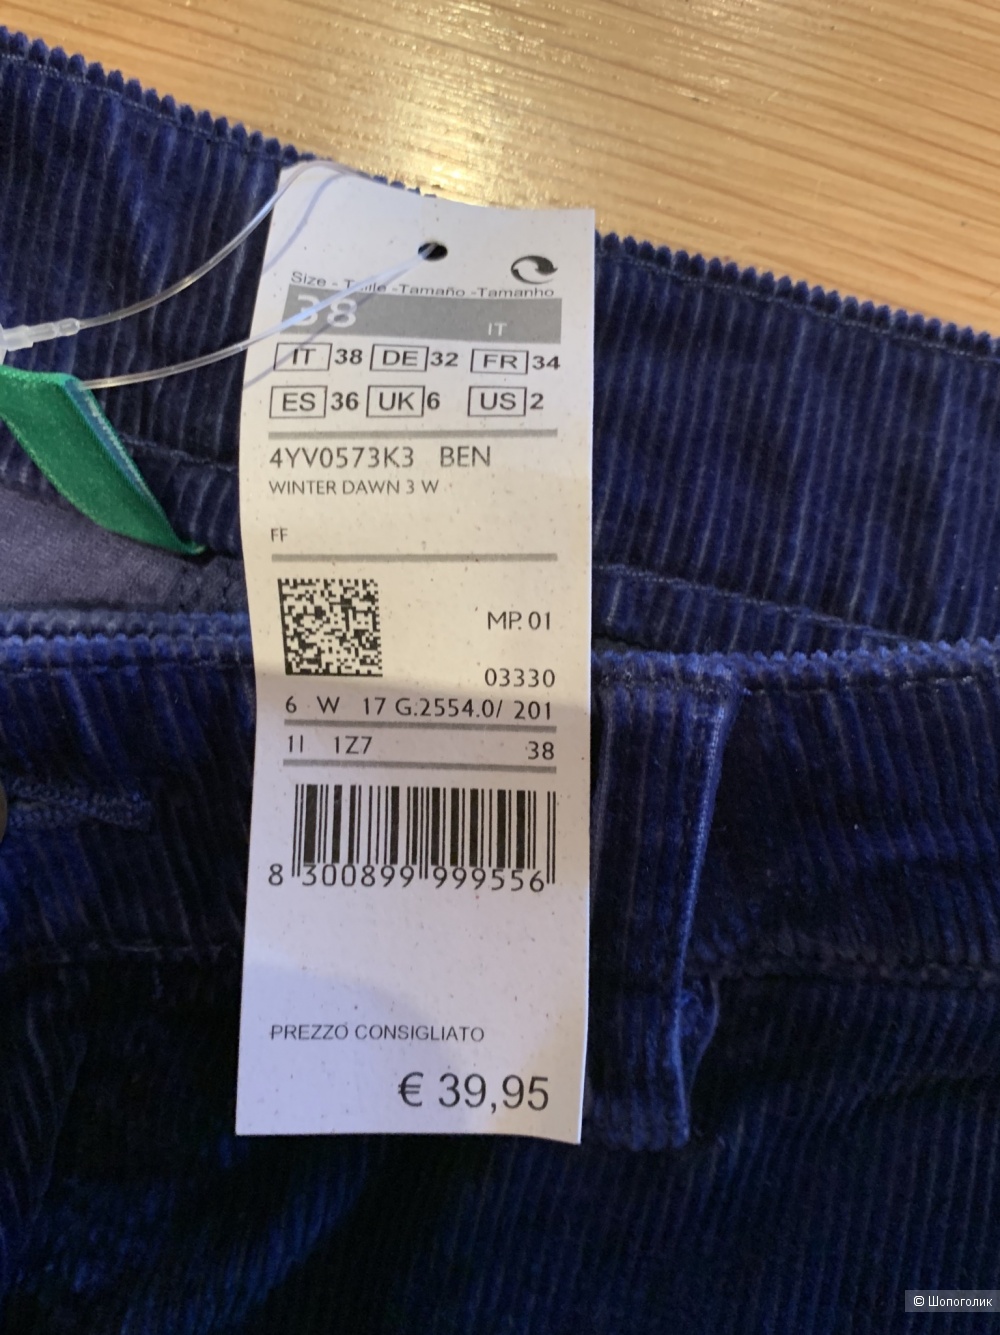 Size - Taille -Tamaño -Tamanho
38 IT
IT 38 DE 32 FR 34
ES 36 UK 6 US 2
4YV0573K3 BEN
WINTER DAWN 3 W
FF
MP. 01
03330
6 W 17 G.2554.0/ 201
1I 1Z7 38
8 300899 999556
PREZZO CONSIGLIATO
€ 39,95
© Шопоголик